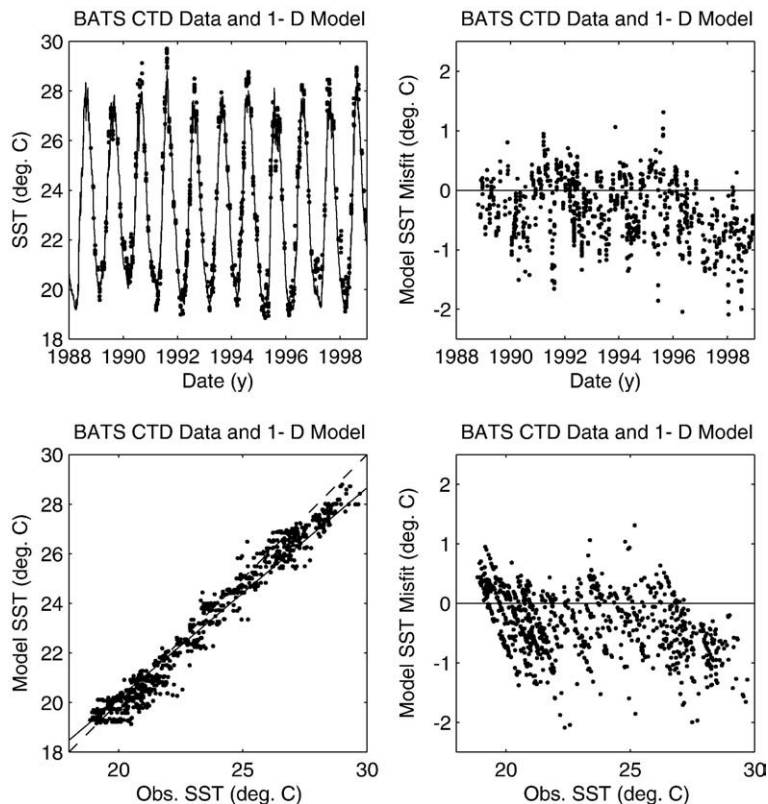 BATS CTD Data and 1- D Model
30
28
26
24
22
20
18
SST (deg. C)
1988 1990 1992 1994 1996 1998
Date (y)
BATS CTD Data and 1- D Model
2
1
0
-1
-2
Model SST Misfit (deg. C)
1988 1990 1992 1994 1996 1998
Date (y)
BATS CTD Data and 1- D Model
30
28
26
24
22
20
18
Model SST (deg. C)
20 25 30
Obs. SST (deg. C)
BATS CTD Data and 1- D Model
2
1
0
-1
-2
Model SST Misfit (deg. C)
20 25 30
Obs. SST (deg. C)